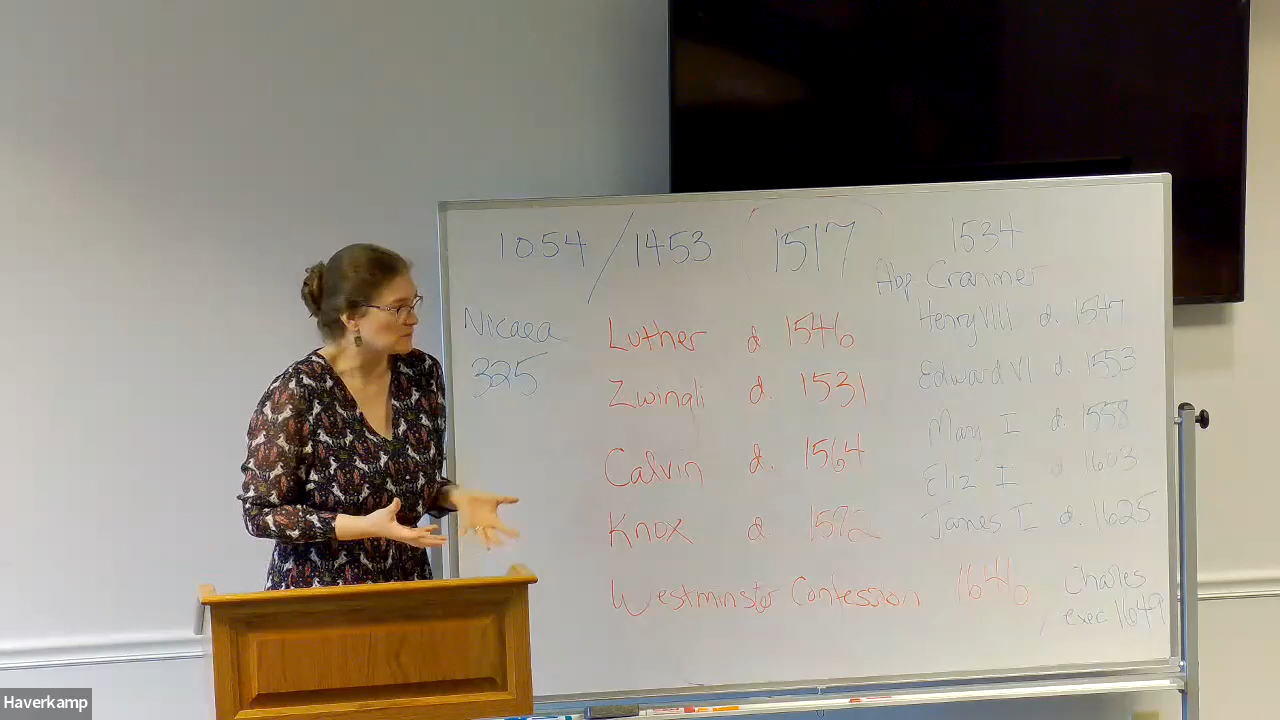 1054 / 1453 1517 1534
Abp Cranmer
Nicaea
325
Luther d 1546
Zwingli d. 1531
Calvin d. 1564
Knox d 1572
Westminster Confession 1646
Henry VIII d. 1547
Edward VI d. 1553
Mary I d. 1558
Eliz I d 1603
James I d. 1625
Charles
exec 1649
Haverkamp